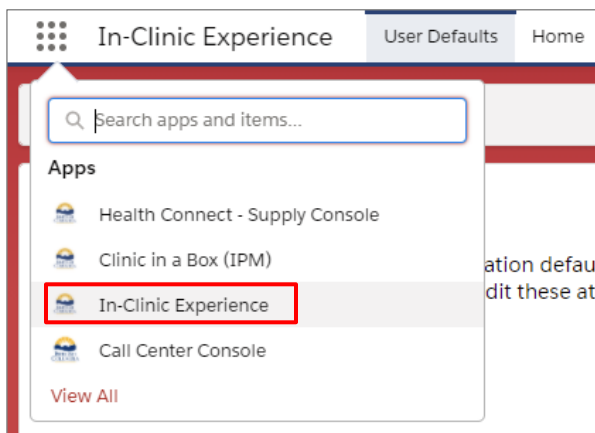 In-Clinic Experience User Defaults Home
Search apps and items...
Apps
Health Connect - Supply Console
Clinic in a Box (IPM)
In-Clinic Experience
Call Center Console
View All
ation defau
dit these at